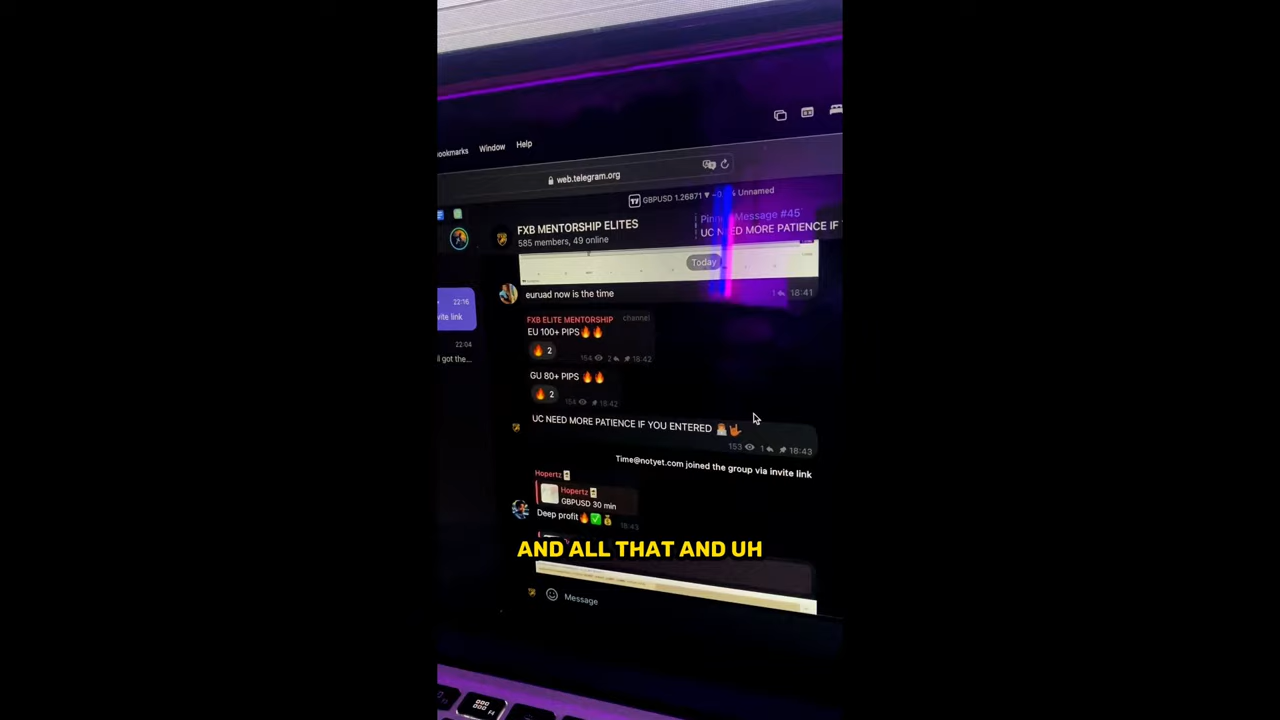 ookmarks Window Help
web.telegram.org
GBPUSD 1.26871 ▼ −0 Unnamed
FXB MENTORSHIP ELITES
585 members, 49 online
Message #45
UC NEED MORE PATIENCE IF
Today
euruad now is the time
1 18:41
22:16
vite link
22:04
il got the...
FXB ELITE MENTORSHIP channel
EU 100+ PIPS🔥🔥
🔥 2
154 2 18:42
GU 80+ PIPS 🔥🔥
🔥 2
154 18:42
UC NEED MORE PATIENCE IF YOU ENTERED
153 1 18:43
Time@notyet.com joined the group via invite link
Hopertz
Hopertz
GBPUSD 30 min
Deep profit🔥✅💰
18:43
AND ALL THAT AND UH
Message
F4